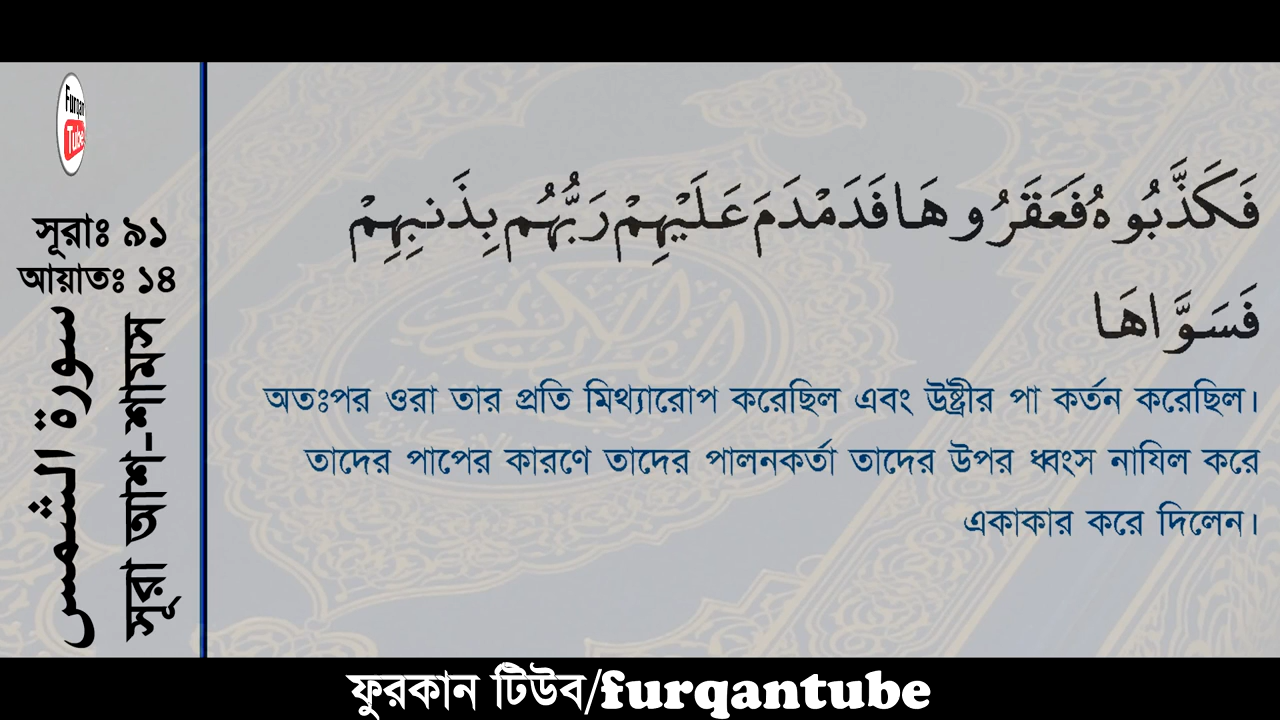 Furqan
Tube
সূরাঃ ৯১
আয়াতঃ ১৪
سورة الشمس
সূরা আশ-শামস
فَكَذَّبُوهُ فَعَقَرُوهَا فَدَمْدَمَ عَلَيْهِمْ رَبُّهُم بِذَنبِهِمْ
فَسَوَّاهَا
অতঃপর ওরা তার প্রতি মিথ্যারোপ করেছিল এবং উষ্ট্রীর পা কর্তন করেছিল।
তাদের পাপের কারণে তাদের পালনকর্তা তাদের উপর ধ্বংস নাযিল করে
একাকার করে দিলেন।
ফুরকান টিউব/furqantube